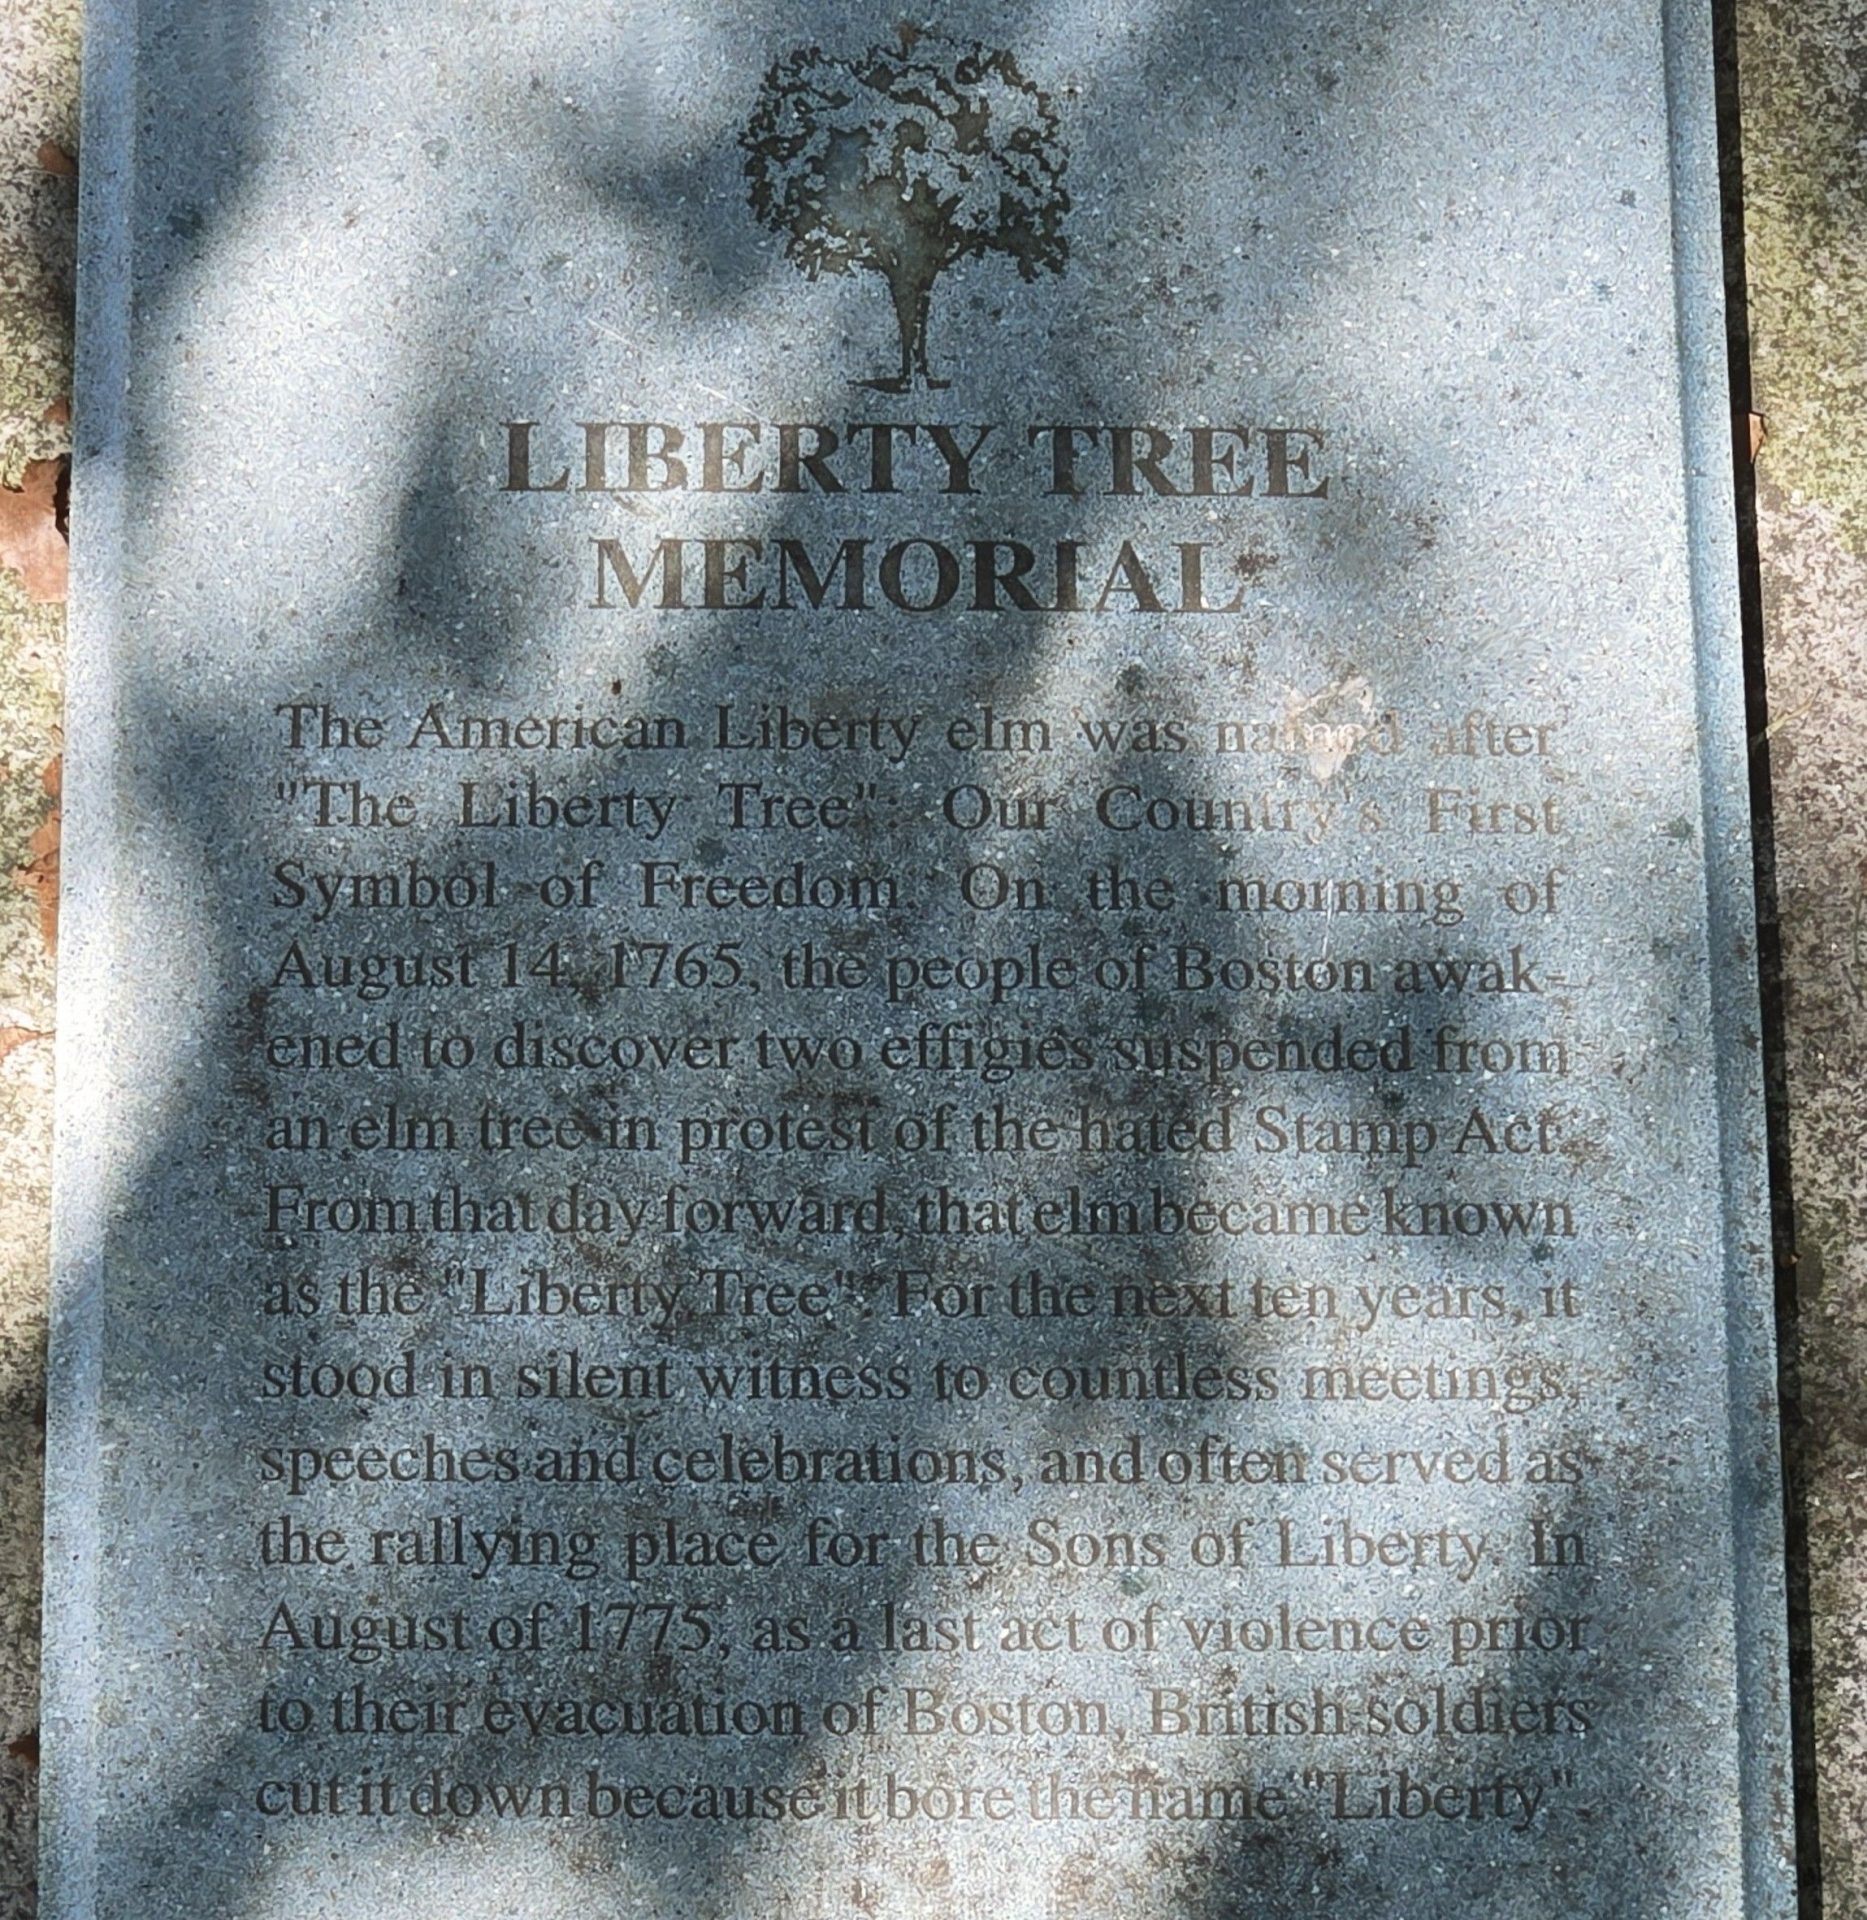 LIBERTY TREE
MEMORIAL
The American Liberty elm was named after
"The Liberty Tree": Our Country's First
Symbol of Freedom. On the morning of
August 14, 1765, the people of Boston awak-
ened to discover two effigies suspended from
an elm tree in protest of the hated Stamp Act.
From that day forward, that elm became known
as the "Liberty Tree". For the next ten years, it
stood in silent witness to countless meetings,
speeches and celebrations, and often served as
the rallying place for the Sons of Liberty. In
August of 1775, as a last act of violence prior
to their evacuation of Boston, British soldiers
cut it down because it bore the name "Liberty".